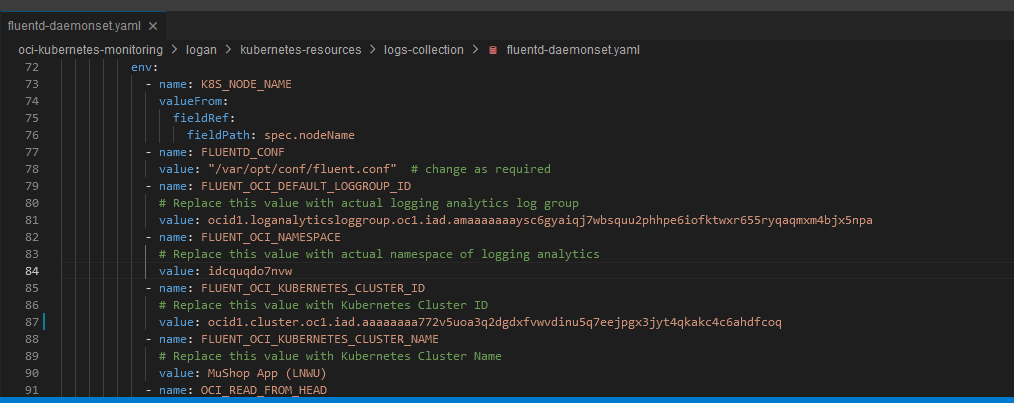 fluentd-daemonset.yaml ×
oci-kubernetes-monitoring > logan > kubernetes-resources > logs-collection > fluentd-daemonset.yaml
72 env:
73 - name: K8S_NODE_NAME
74 valueFrom:
75 fieldRef:
76 fieldPath: spec.nodeName
77 - name: FLUENTD_CONF
78 value: "/var/opt/conf/fluent.conf" # change as required
79 - name: FLUENT_OCI_DEFAULT_LOGGROUP_ID
80 # Replace this value with actual logging analytics log group
81 value: ocid1.loganalyticsloggroup.oc1.iad.amaaaaaaaysc6gyaiqj7wbsquu2phhpe6iofktwxr655ryqaqmxm4bjx5npa
82 - name: FLUENT_OCI_NAMESPACE
83 # Replace this value with actual namespace of logging analytics
84 value: idcquqdo7nvw
85 - name: FLUENT_OCI_KUBERNETES_CLUSTER_ID
86 # Replace this value with Kubernetes Cluster ID
87 value: ocid1.cluster.oc1.iad.aaaaaaaa772v5uoa3q2dgdxfvwvdinu5q7eejpgx3jyt4qkakc4c6ahdfcoq
88 - name: FLUENT_OCI_KUBERNETES_CLUSTER_NAME
89 # Replace this value with Kubernetes Cluster Name
90 value: MuShop App (LNWU)
91 - name: OCI_READ_FROM_HEAD